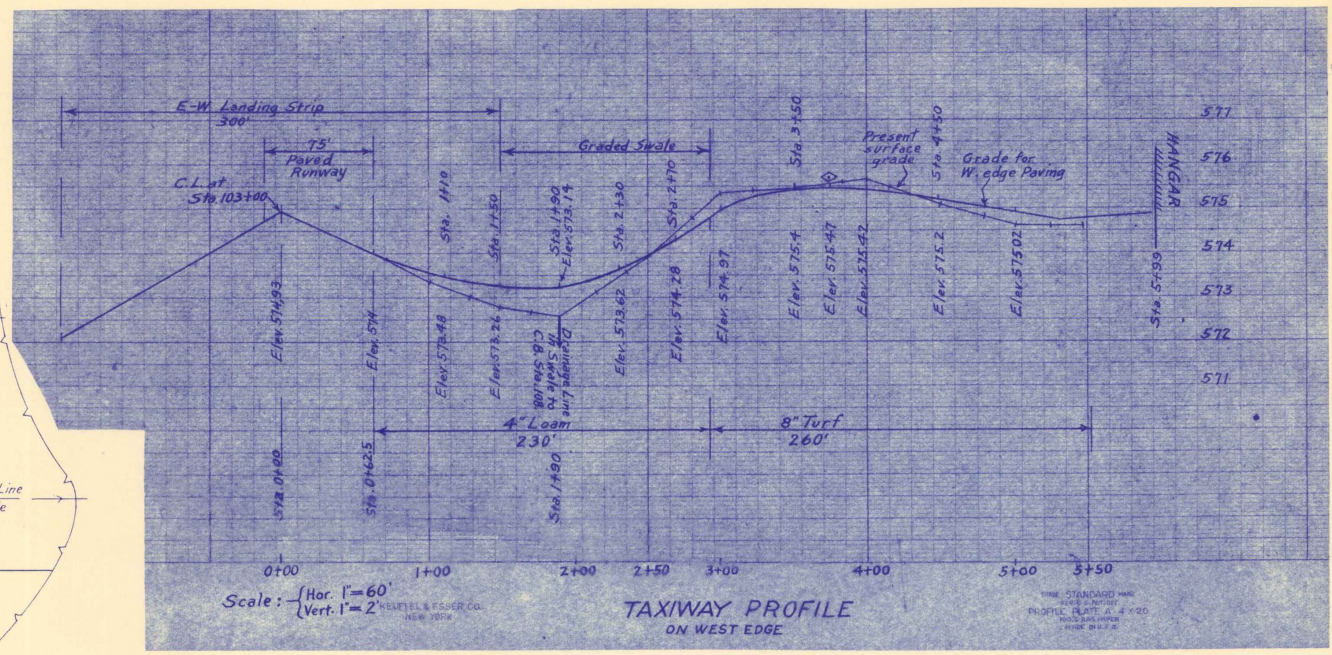 E-W. Landing Strip
300'
75'
Paved
Runway
Graded Swale
C.L. at
Sta. 103+00
Sta. 1+10
Sta. 1+50
Sta. 1+90
Elev. 573.14
Sta. 2+30
Sta. 2+70
Sta. 3+50
Present
surface
grade
Sta. 4+50
Grade for
W. edge Paving
HANGAR
Sta. 5+99
577
576
575
574
573
572
571
Elev. 574.93
Elev. 574
Elev. 573.48
Elev. 573.26
Drainage Line
in Swale to
C.B. Sta. 108
Elev. 573.62
Elev. 574.28
Elev. 574.97
Elev. 575.4
Elev. 575.47
Elev. 575.42
Elev. 575.2
Elev. 575.02
4" Loam
230'
8" Turf
260'
Sta. 0+00
Sta. 0+62.5
Sta. 1+90
Line
0+00
1+00
2+00
2+50
3+00
4+00
5+00
5+50
Scale: Hor. 1"=60'
Vert. 1"=2'
KEUFFEL & ESSER CO.
NEW YORK
TAXIWAY PROFILE
ON WEST EDGE
STANDARD
PROFILE PLATE A 4 X 20